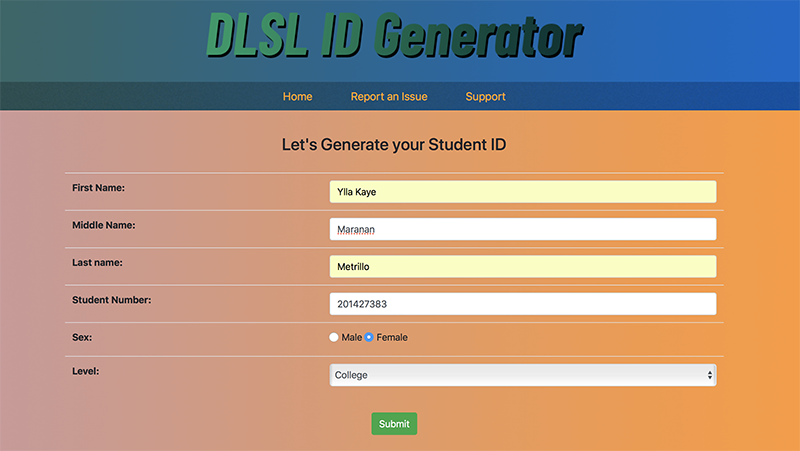 DLSL ID Generator
Home Report an Issue Support
Let's Generate your Student ID
First Name: Ylla Kaye
Middle Name: Maranan
Last name: Metrillo
Student Number: 201427383
Sex: Male Female
Level: College
Submit